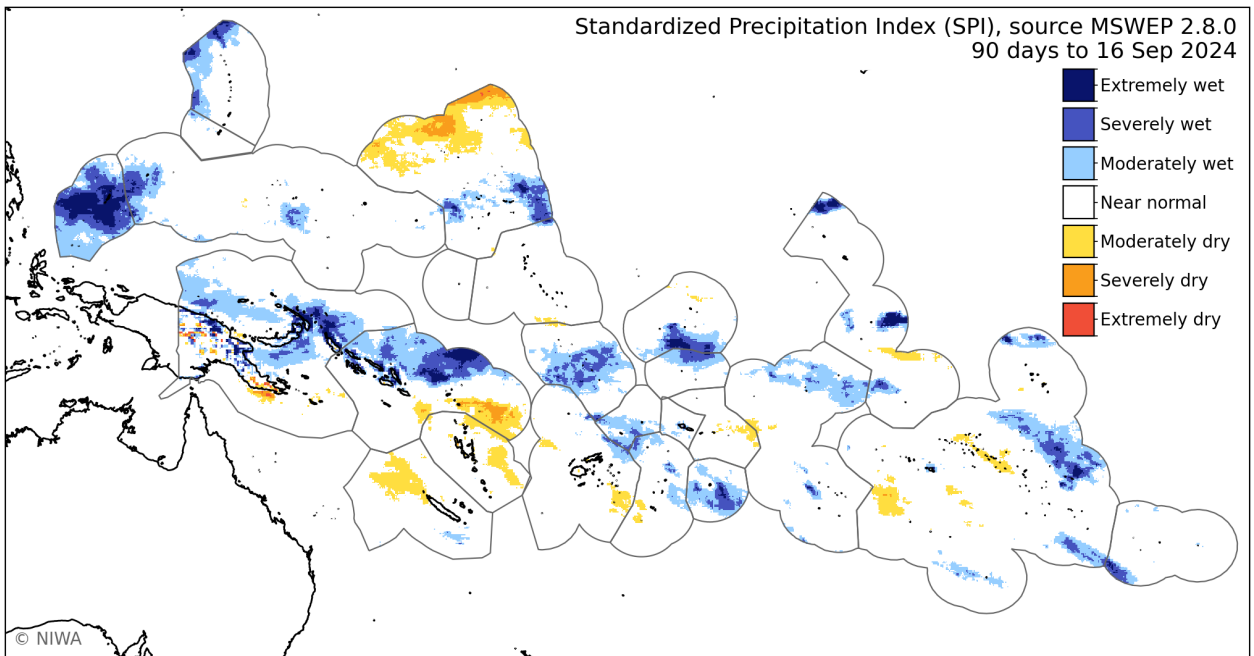 Standardized Precipitation Index (SPI), source MSWEP 2.8.0
90 days to 16 Sep 2024
Extremely wet
Severely wet
Moderately wet
Near normal
Moderately dry
Severely dry
Extremely dry
© NIWA